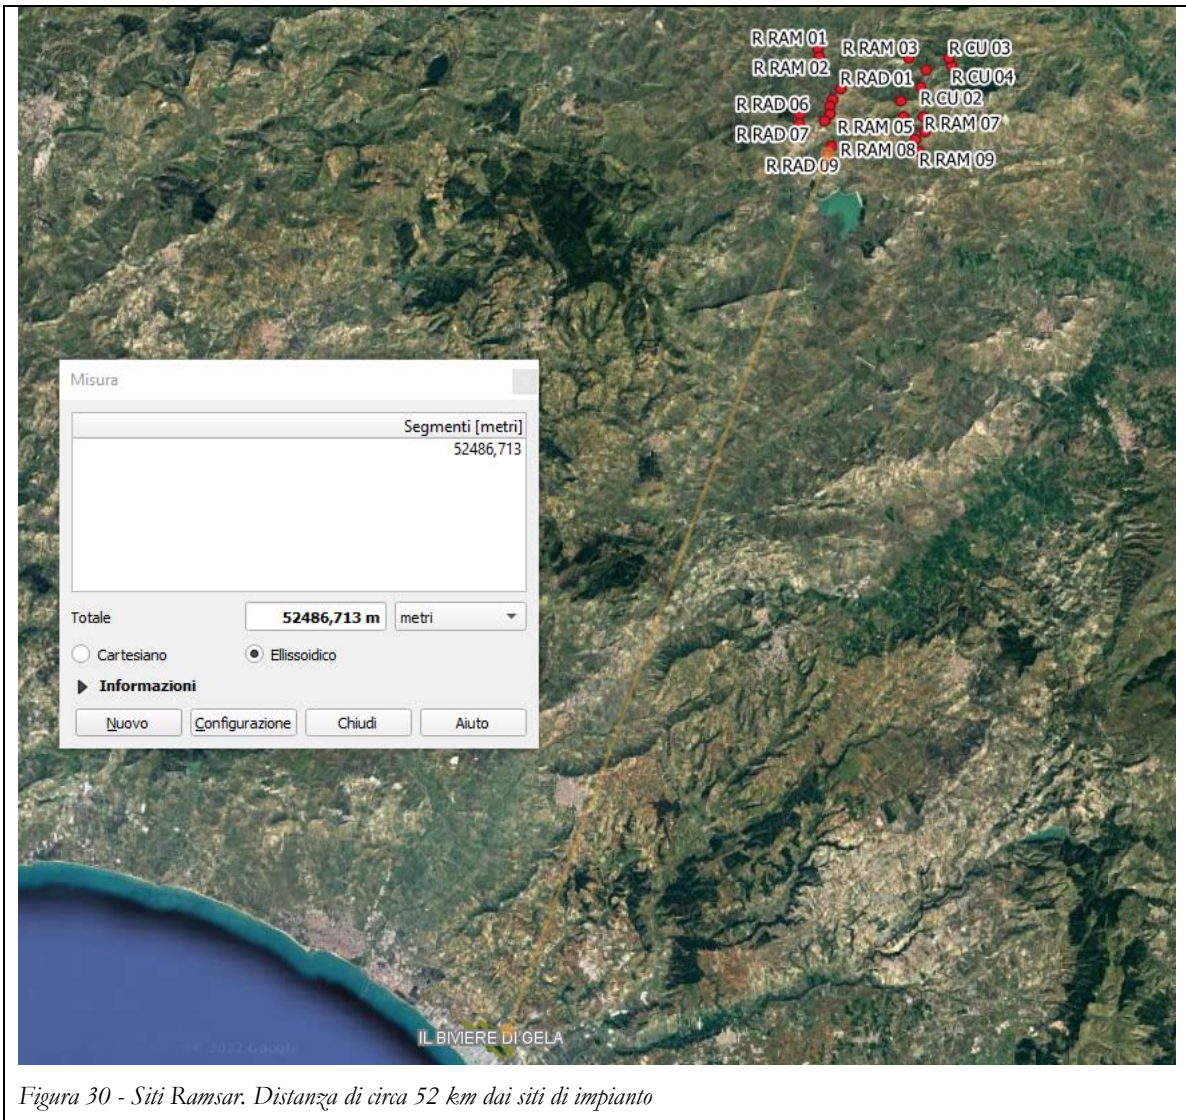 R RAM 01
R RAM 03
R CU 03
R RAM 02
R RAD 01
R CU 04
R RAD 06
R CU 02
R RAD 07
R RAM 05
R RAM 07
R RAM 08
R RAM 09
R RAD 09
Misura
Segmenti [metri]
52486,713
Totale
52486,713 m
metri
Cartesiano
Ellissoidico
Informazioni
Nuovo
Configurazione
Chiudi
Aiuto
IL BIVIERE DI GELA
© 2022 Google
Figura 30 - Siti Ramsar. Distanza di circa 52 km dai siti di impianto